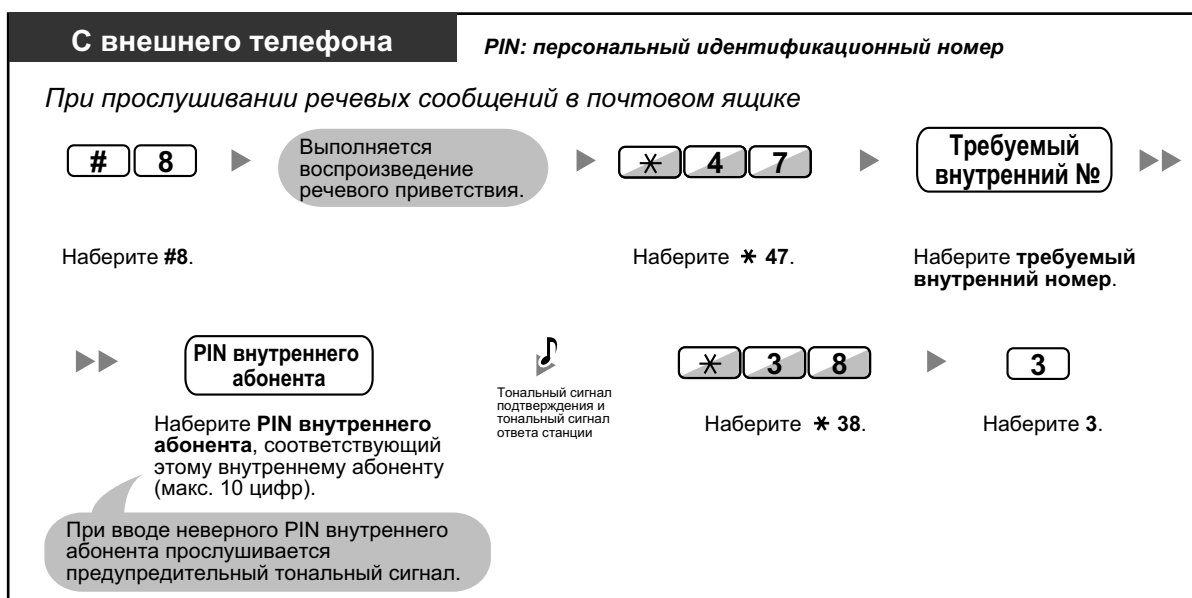 С внешнего телефона
PIN: персональный идентификационный номер
При прослушивании речевых сообщений в почтовом ящике
# 8
Выполняется
воспроизведение
речевого приветствия.
* 4 7
Требуемый
внутренний №
Наберите #8.
Наберите * 47.
Наберите требуемый
внутренний номер.
PIN внутреннего
абонента
Тональный сигнал
подтверждения и
тональный сигнал
ответа станции
* 3 8
3
Наберите PIN внутреннего
абонента, соответствующий
этому внутреннему абоненту
(макс. 10 цифр).
Наберите * 38.
Наберите 3.
При вводе неверного PIN внутреннего
абонента прослушивается
предупредительный тональный сигнал.